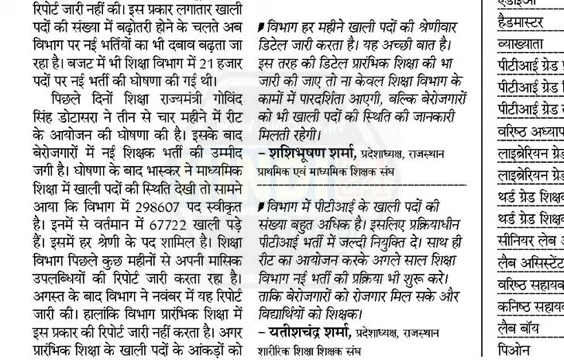 रिपोर्ट जारी नहीं की। इस प्रकार लगातार खाली
पदों की संख्या में बढ़ोतरी होने के चलते अब
विभाग पर नई भर्तियों का भी दबाव बढ़ता जा
रहा है। बजट में भी शिक्षा विभाग में 21 हजार
पदों पर नई भर्ती की घोषणा की गई थी।
पिछले दिनों शिक्षा राज्यमंत्री गोविंद
सिंह डोटासरा ने तीन से चार महीने में रीट
के आयोजन की घोषणा की है। इसके बाद
बेरोजगारों में नई शिक्षक भर्ती की उम्मीद
जगी है। घोषणा के बाद भास्कर ने माध्यमिक
शिक्षा में खाली पदों की स्थिति देखी तो सामने
आया कि विभाग में 298607 पद स्वीकृत
है। इनमें से वर्तमान में 67722 खाली पड़े
हैं। इसमें हर श्रेणी के पद शामिल है। शिक्षा
विभाग पिछले कुछ महीनों से अपनी मासिक
उपलब्धियों की रिपोर्ट जारी करता रहा है।
अगस्त के बाद विभाग ने नवंबर में यह रिपोर्ट
जारी की। हालांकि विभाग प्रारंभिक शिक्षा में
इस प्रकार की रिपोर्ट जारी नहीं करता है। अगर
प्रारंभिक शिक्षा के खाली पदों के आंकड़ों को
विभाग हर महीने खाली पदों की श्रेणीवार
डिटेल जारी करता है। यह अच्छी बात है।
इस तरह की डिटेल प्रारंभिक शिक्षा की भी
जारी की जाए तो ना केवल शिक्षा विभाग के
कामों में पारदर्शिता आएगी, बल्कि बेरोजगारों
को भी खाली पदों की स्थिति की जानकारी
मिलती रहेगी।
- शशिभूषण शर्मा, प्रदेशाध्यक्ष, राजस्थान
प्राथमिक एवं माध्यमिक शिक्षक संघ
विभाग में पीटीआई के खाली पदों की
संख्या बहुत अधिक है। इसलिए प्रक्रियाधीन
पीटीआई भर्ती में जल्दी नियुक्ति दे। साथ ही
रीट का आयोजन करके अगले साल शिक्षा
विभाग नई भर्ती की प्रक्रिया भी शुरू करें।
ताकि बेरोजगारों को रोजगार मिल सके और
विद्यार्थियों को शिक्षक।
- यतीशचंद्र शर्मा, प्रदेशाध्यक्ष, राजस्थान
शारीरिक शिक्षा शिक्षक संघ
हैडमास्टर
व्याख्याता
पीटीआई ग्रेड
पीटीआई ग्रेड
पीटीआई ग्रेड
वरिष्ठ अध्याप
लाइब्रेरियन ग्रेड
लाइब्रेरियन ग्रेड
थर्ड ग्रेड शिक्षक
थर्ड ग्रेड शिक्षक
सीनियर लैब
लैब असिस्टेंट
वरिष्ठ सहायक
कनिष्ठ सहायक
लैब बॉय
पिओन